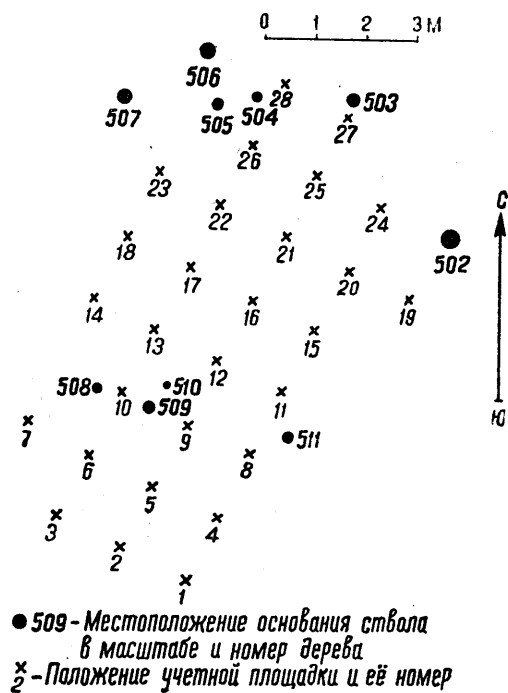 0 1 2 3 М
506
28
507 505 504 503
27
26
23 25
22 24
С
18 21
502
17 20
14 16 19
13 15
12
508 510
10 509 11
Ю
7 9 511
6 8
5
3 4
2
1
509 - Местоположение основания ствола
в масштабе и номер дерева
2 - Паложение учетной площадки и её номер